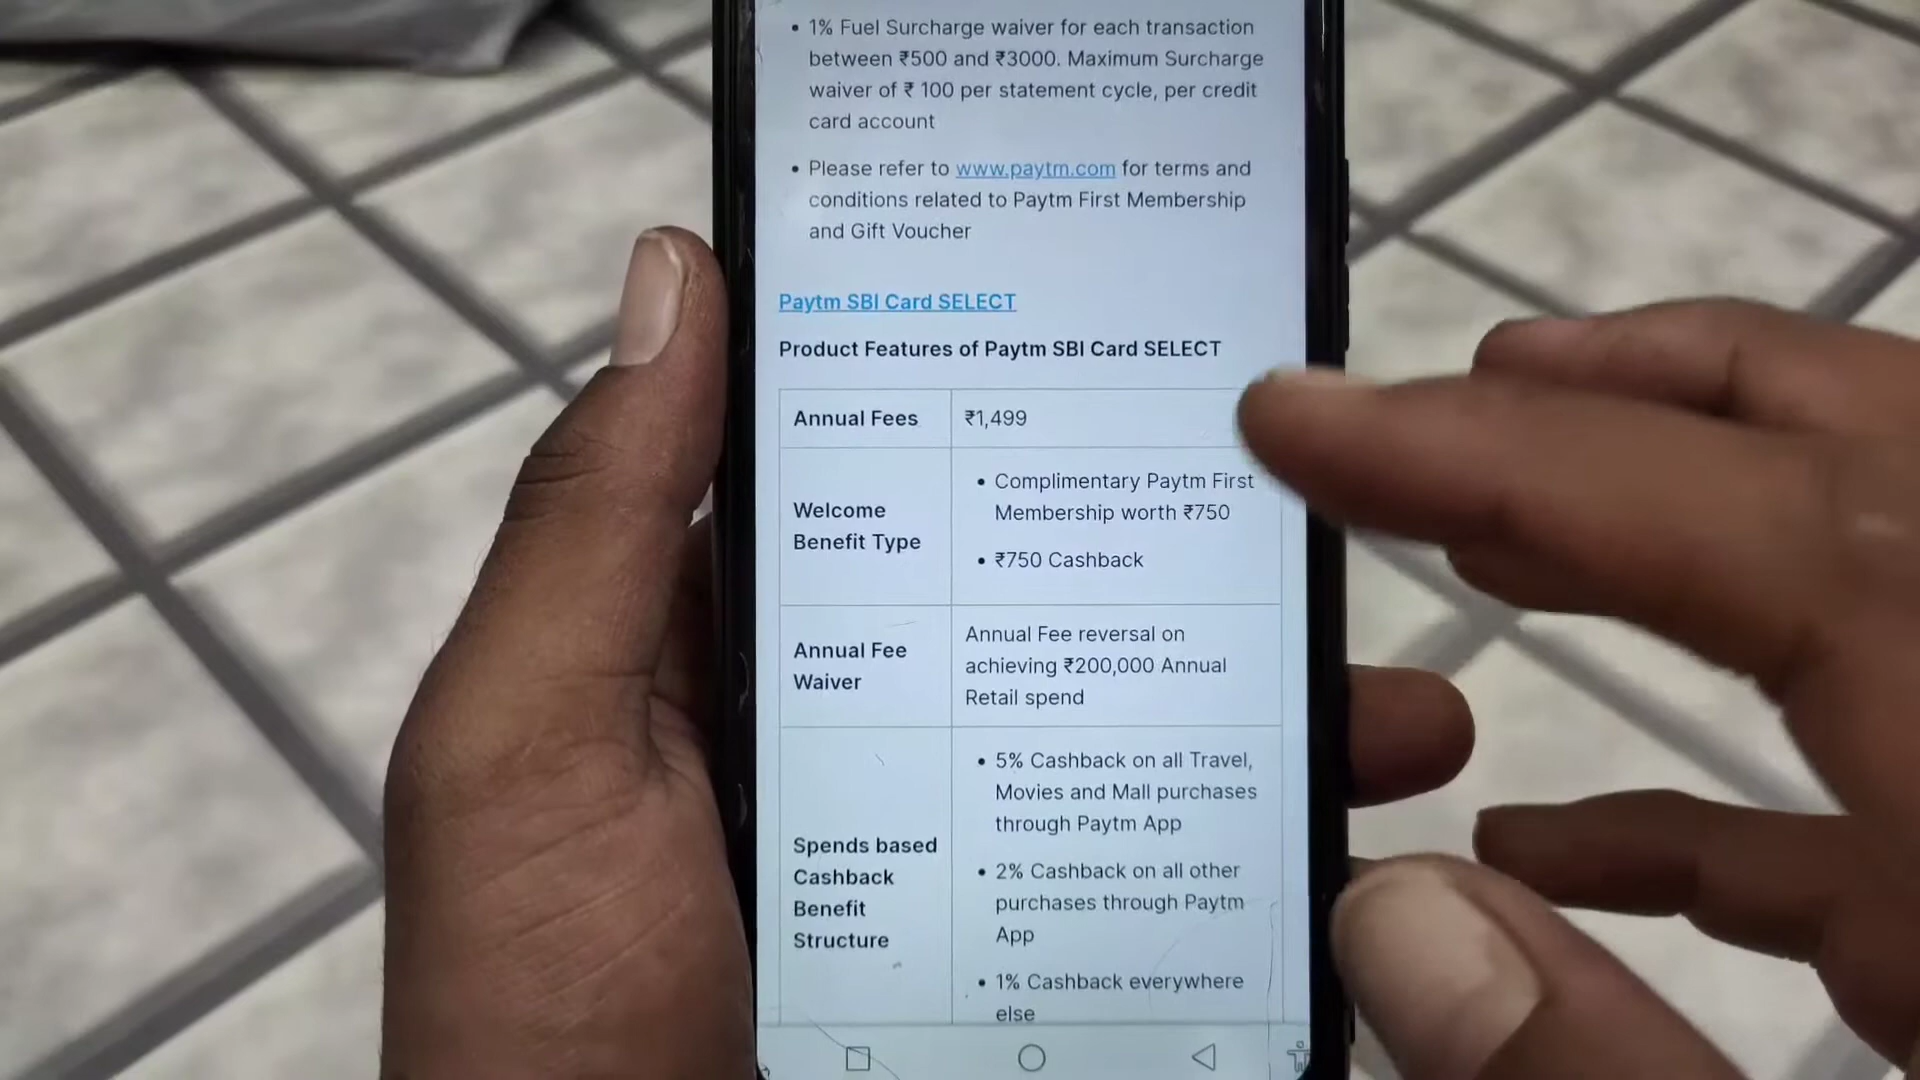 • 1% Fuel Surcharge waiver for each transaction
between ₹500 and ₹3000. Maximum Surcharge
waiver of ₹ 100 per statement cycle, per credit
card account
• Please refer to www.paytm.com for terms and
conditions related to Paytm First Membership
and Gift Voucher
Paytm SBI Card SELECT
Product Features of Paytm SBI Card SELECT
Annual Fees
₹1,499
Welcome
Benefit Type
• Complimentary Paytm First
Membership worth ₹750
• ₹750 Cashback
Annual Fee
Waiver
Annual Fee reversal on
achieving ₹200,000 Annual
Retail spend
Spends based
Cashback
Benefit
Structure
• 5% Cashback on all Travel,
Movies and Mall purchases
through Paytm App
• 2% Cashback on all other
purchases through Paytm
App
• 1% Cashback everywhere
else